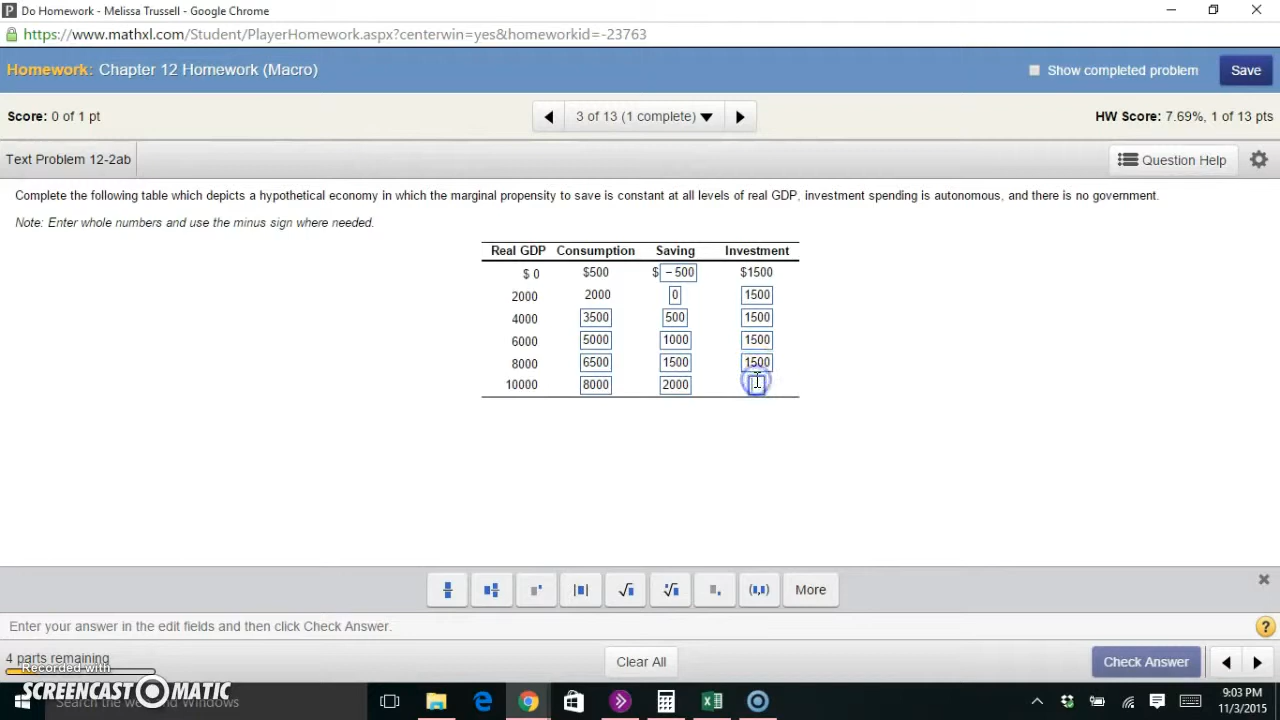 Do Homework - Melissa Trussell - Google Chrome
https://www.mathxl.com/Student/PlayerHomework.aspx?centerwin=yes&homeworkid=-23763
Homework: Chapter 12 Homework (Macro)
Show completed problem
Save
Score: 0 of 1 pt
3 of 13 (1 complete)
HW Score: 7.69%, 1 of 13 pts
Text Problem 12-2ab
Question Help
Complete the following table which depicts a hypothetical economy in which the marginal propensity to save is constant at all levels of real GDP, investment spending is autonomous, and there is no government.
Note: Enter whole numbers and use the minus sign where needed.
Real GDP Consumption Saving Investment
$ 0 $500 $ −500 $1500
2000 2000 0 1500
4000 3500 500 1500
6000 5000 1000 1500
8000 6500 1500 1500
10000 8000 2000
More
Enter your answer in the edit fields and then click Check Answer.
?
4 parts remaining
Clear All
Check Answer
Recorded with
SCREENCAST-O-MATIC
Search the web and Windows
9:03 PM
11/3/2015